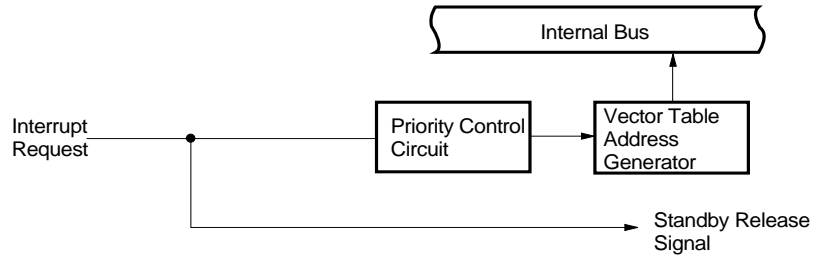 Internal Bus
Interrupt
Request
Priority Control
Circuit
Vector Table
Address
Generator
Standby Release
Signal